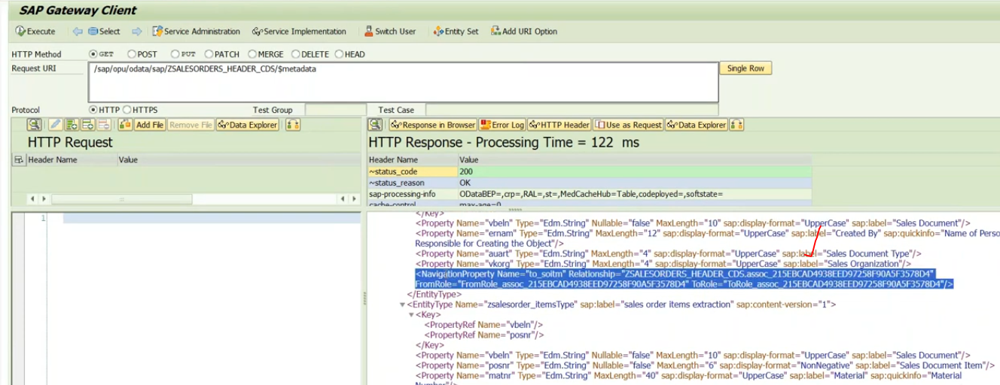 SAP Gateway Client
Execute Select Service Administration Service Implementation Switch User Entity Set Add URI Option
HTTP Method GET POST PUT PATCH MERGE DELETE HEAD
Request URI /sap/opu/odata/sap/ZSALESORDERS_HEADER_CDS/$metadata Single Row
Protocol HTTP HTTPS Test Group Test Case
Add File Remove File Data Explorer
HTTP Request
Header Name Value
Response in Browser Error Log HTTP Header Use as Request Data Explorer
HTTP Response - Processing Time = 122 ms
Header Name Value
~status_code 200
~status_reason OK
sap-processing-info ODataBEP=,crp=,RAL=,st=,MedCacheHub=Table,codeployed=,softstate=
cache-control max-age=0
1
</Key>
<Property Name="vbeln" Type="Edm.String" Nullable="false" MaxLength="10" sap:display-format="UpperCase" sap:label="Sales Document"/>
<Property Name="ernam" Type="Edm.String" MaxLength="12" sap:display-format="UpperCase" sap:label="Created By" sap:quickinfo="Name of Perso
Responsible for Creating the Object"/>
<Property Name="auart" Type="Edm.String" MaxLength="4" sap:display-format="UpperCase" sap:label="Sales Document Type"/>
<Property Name="vkorg" Type="Edm.String" MaxLength="4" sap:display-format="UpperCase" sap:label="Sales Organization"/>
<NavigationProperty Name="to_soitm" Relationship="ZSALESORDERS_HEADER_CDS.assoc_215EBCAD4938EED97258F90A5F3578D4"
FromRole="FromRole_assoc_215EBCAD4938EED97258F90A5F3578D4" ToRole="ToRole_assoc_215EBCAD4938EED97258F90A5F3578D4"/>
</EntityType>
<EntityType Name="zsalesorder_itemsType" sap:label="sales order items extraction" sap:content-version="1">
<Key>
<PropertyRef Name="vbeln"/>
<PropertyRef Name="posnr"/>
</Key>
<Property Name="vbeln" Type="Edm.String" Nullable="false" MaxLength="10" sap:display-format="UpperCase" sap:label="Sales Document"/>
<Property Name="posnr" Type="Edm.String" Nullable="false" MaxLength="6" sap:display-format="NonNegative" sap:label="Sales Document Item"/>
<Property Name="matnr" Type="Edm.String" MaxLength="40" sap:display-format="UpperCase" sap:label="Material" sap:quickinfo="Material